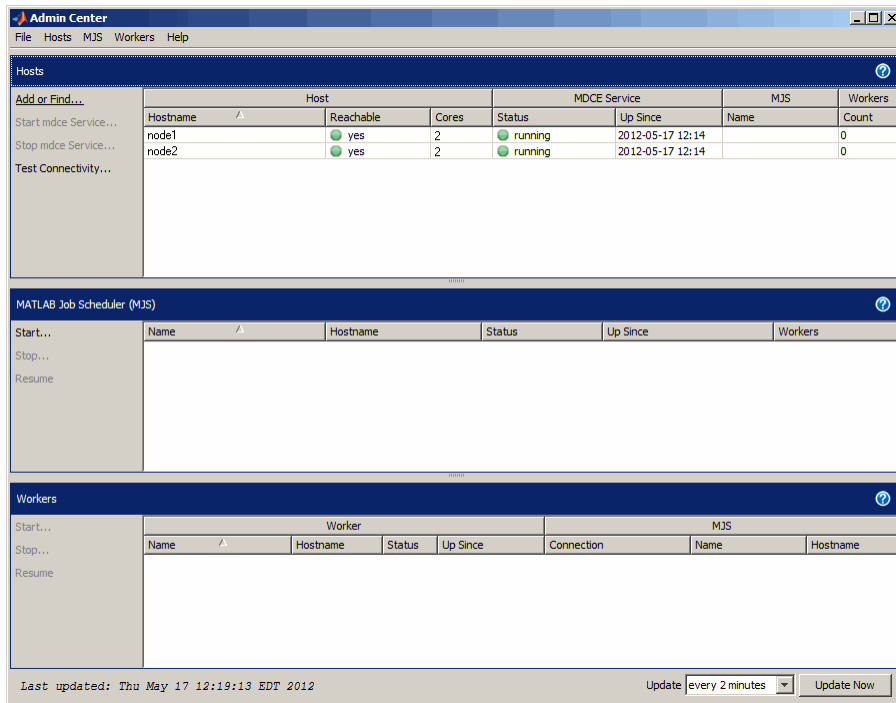 Admin Center
File Hosts MJS Workers Help
Hosts
Add or Find...
Start mdce Service...
Stop mdce Service...
Test Connectivity...
Host MDCE Service MJS Workers
Hostname Reachable Cores Status Up Since Name Count
node1 yes 2 running 2012-05-17 12:14 0
node2 yes 2 running 2012-05-17 12:14 0
MATLAB Job Scheduler (MJS)
Start...
Stop...
Resume
Name Hostname Status Up Since Workers
Workers
Start...
Stop...
Resume
Worker MJS
Name Hostname Status Up Since Connection Name Hostname
Last updated: Thu May 17 12:19:13 EDT 2012
Update every 2 minutes Update Now